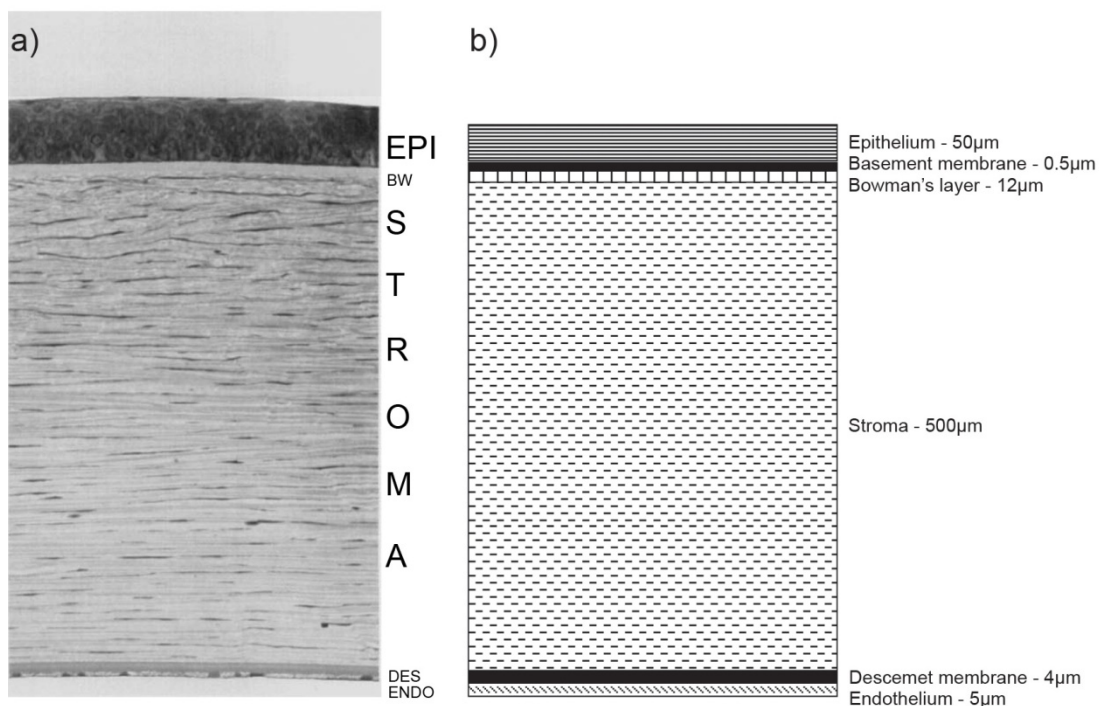 a)
EPI
BW
S
T
R
O
M
A
DES
ENDO
b)
Epithelium - 50µm
Basement membrane - 0.5µm
Bowman's layer - 12µm
Stroma - 500µm
Descemet membrane - 4µm
Endothelium - 5µm